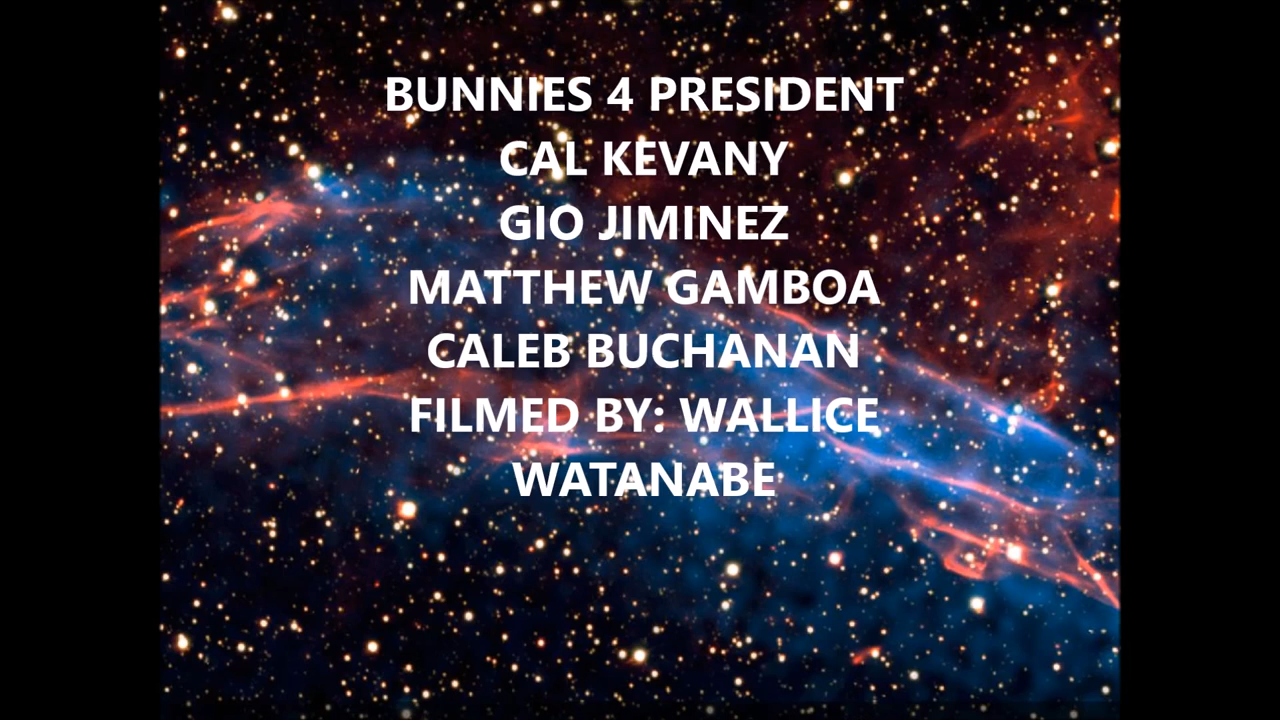 BUNNIES 4 PRESIDENT
CAL KEVANY
GIO JIMINEZ
MATTHEW GAMBOA
CALEB BUCHANAN
FILMED BY: WALLICE
WATANABE